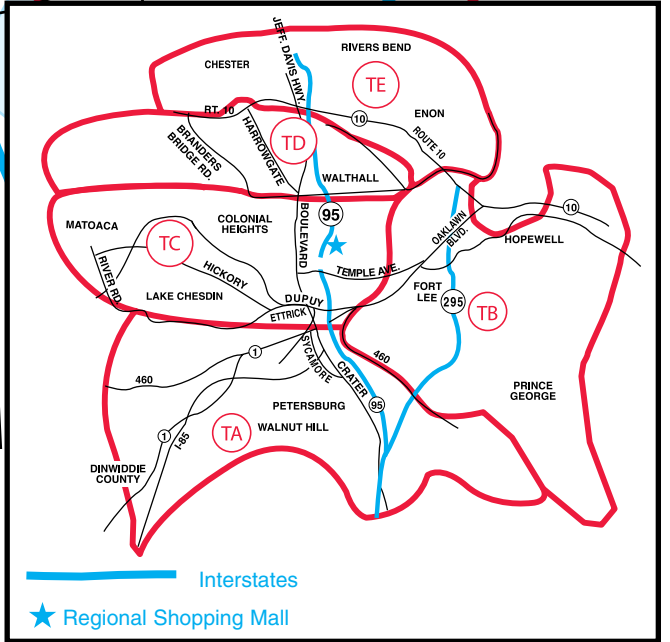 JEFF. DAVIS HWY.
RIVERS BEND
CHESTER
TE
RT. 10
10
ENON
ROUTE 10
BRANDERS
BRIDGE RD.
HARROWGATE
TD
WALTHALL
95
BOULEVARD
MATOACA
COLONIAL
HEIGHTS
TC
RIVER RD.
HICKORY
LAKE CHESDIN
TEMPLE AVE.
OAKLAWN
BLVD.
10
HOPEWELL
FORT
LEE
295
TB
DUPUY
ETTRICK
SYCAMORE
CRATER
460
1
460
95
PRINCE
GEORGE
PETERSBURG
WALNUT HILL
TA
1
I-85
DINWIDDIE
COUNTY
Interstates
Regional Shopping Mall